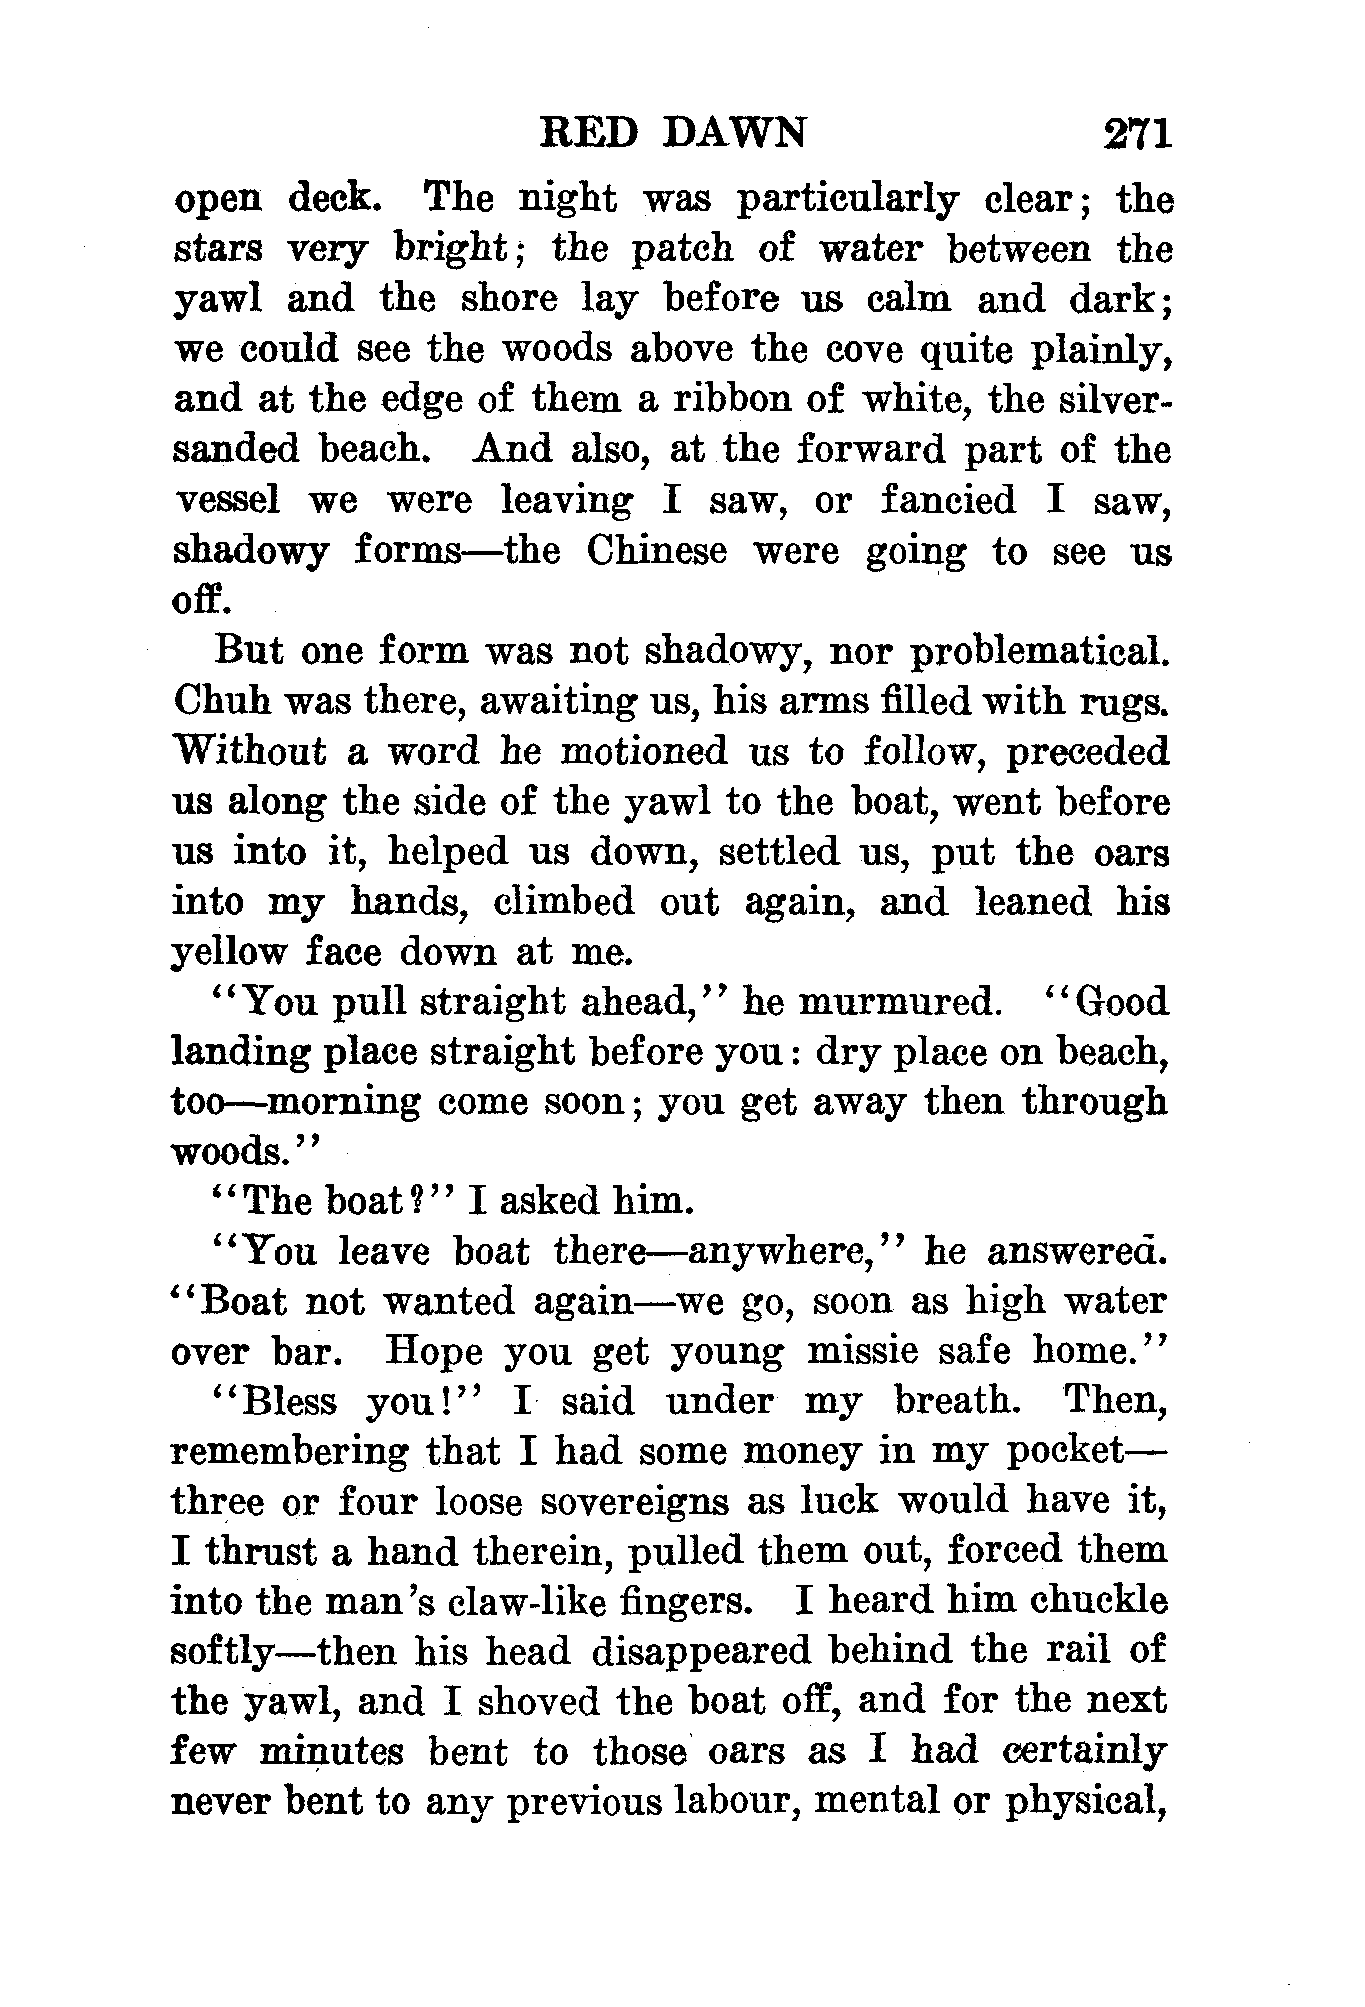 RED DAWN 271
open deck. The night was particularly clear; the
stars very bright; the patch of water between the
yawl and the shore lay before us calm and dark;
we could see the woods above the cove quite plainly,
and at the edge of them a ribbon of white, the silver-
sanded beach. And also, at the forward part of the
vessel we were leaving I saw, or fancied I saw,
shadowy forms—the Chinese were going to see us
off.
But one form was not shadowy, nor problematical.
Chuh was there, awaiting us, his arms filled with rugs.
Without a word he motioned us to follow, preceded
us along the side of the yawl to the boat, went before
us into it, helped us down, settled us, put the oars
into my hands, climbed out again, and leaned his
yellow face down at me.
"You pull straight ahead," he murmured. "Good
landing place straight before you: dry place on beach,
too—morning come soon; you get away then through
woods."
"The boat?" I asked him.
"You leave boat there—anywhere," he answered.
"Boat not wanted again—we go, soon as high water
over bar. Hope you get young missie safe home."
"Bless you!" I said under my breath. Then,
remembering that I had some money in my pocket—
three or four loose sovereigns as luck would have it,
I thrust a hand therein, pulled them out, forced them
into the man's claw-like fingers. I heard him chuckle
softly—then his head disappeared behind the rail of
the yawl, and I shoved the boat off, and for the next
few minutes bent to those oars as I had certainly
never bent to any previous labour, mental or physical,